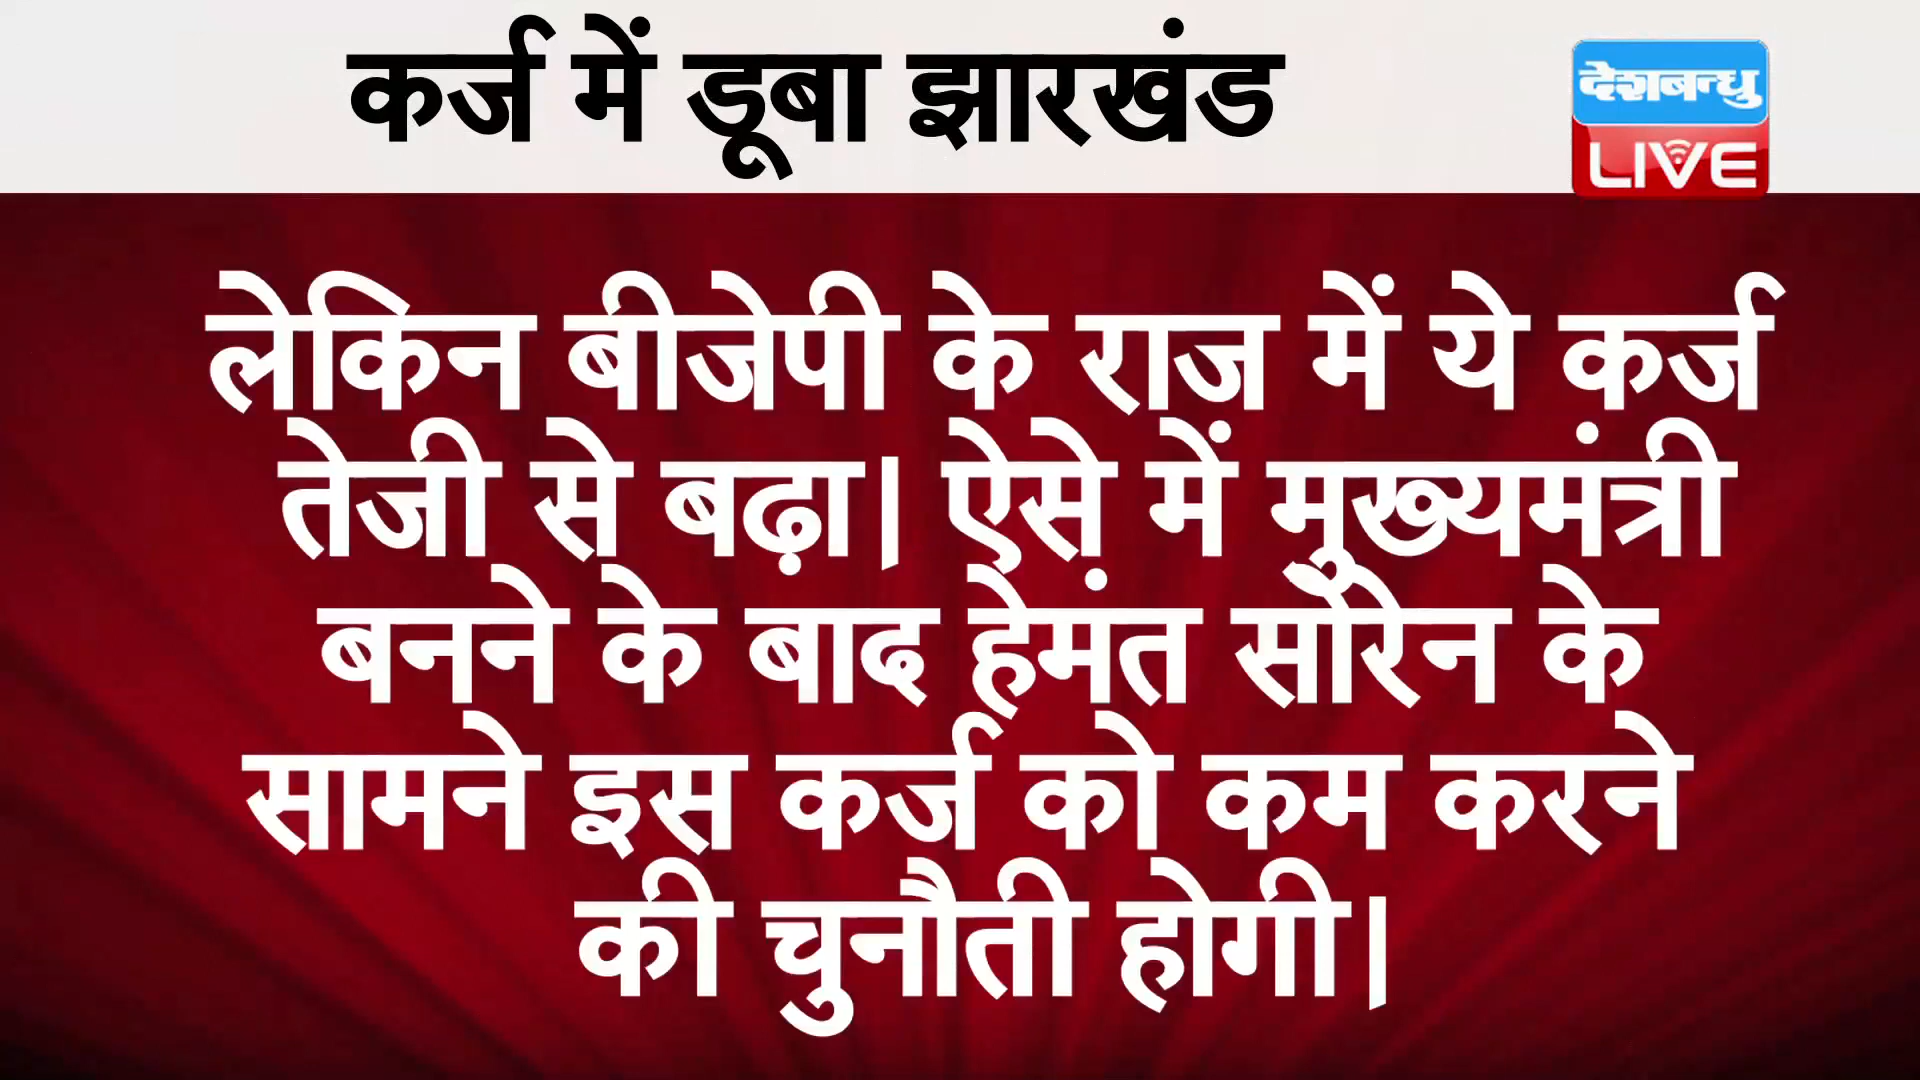 कर्ज में डूबा झारखंड
देशबन्धु
LIVE
लेकिन बीजेपी के राज में ये कर्ज
तेजी से बढ़ा| ऐसे में मुख्यमंत्री
बनने के बाद हेमंत सोरेन के
सामने इस कर्ज को कम करने
की चुनौती होगी|